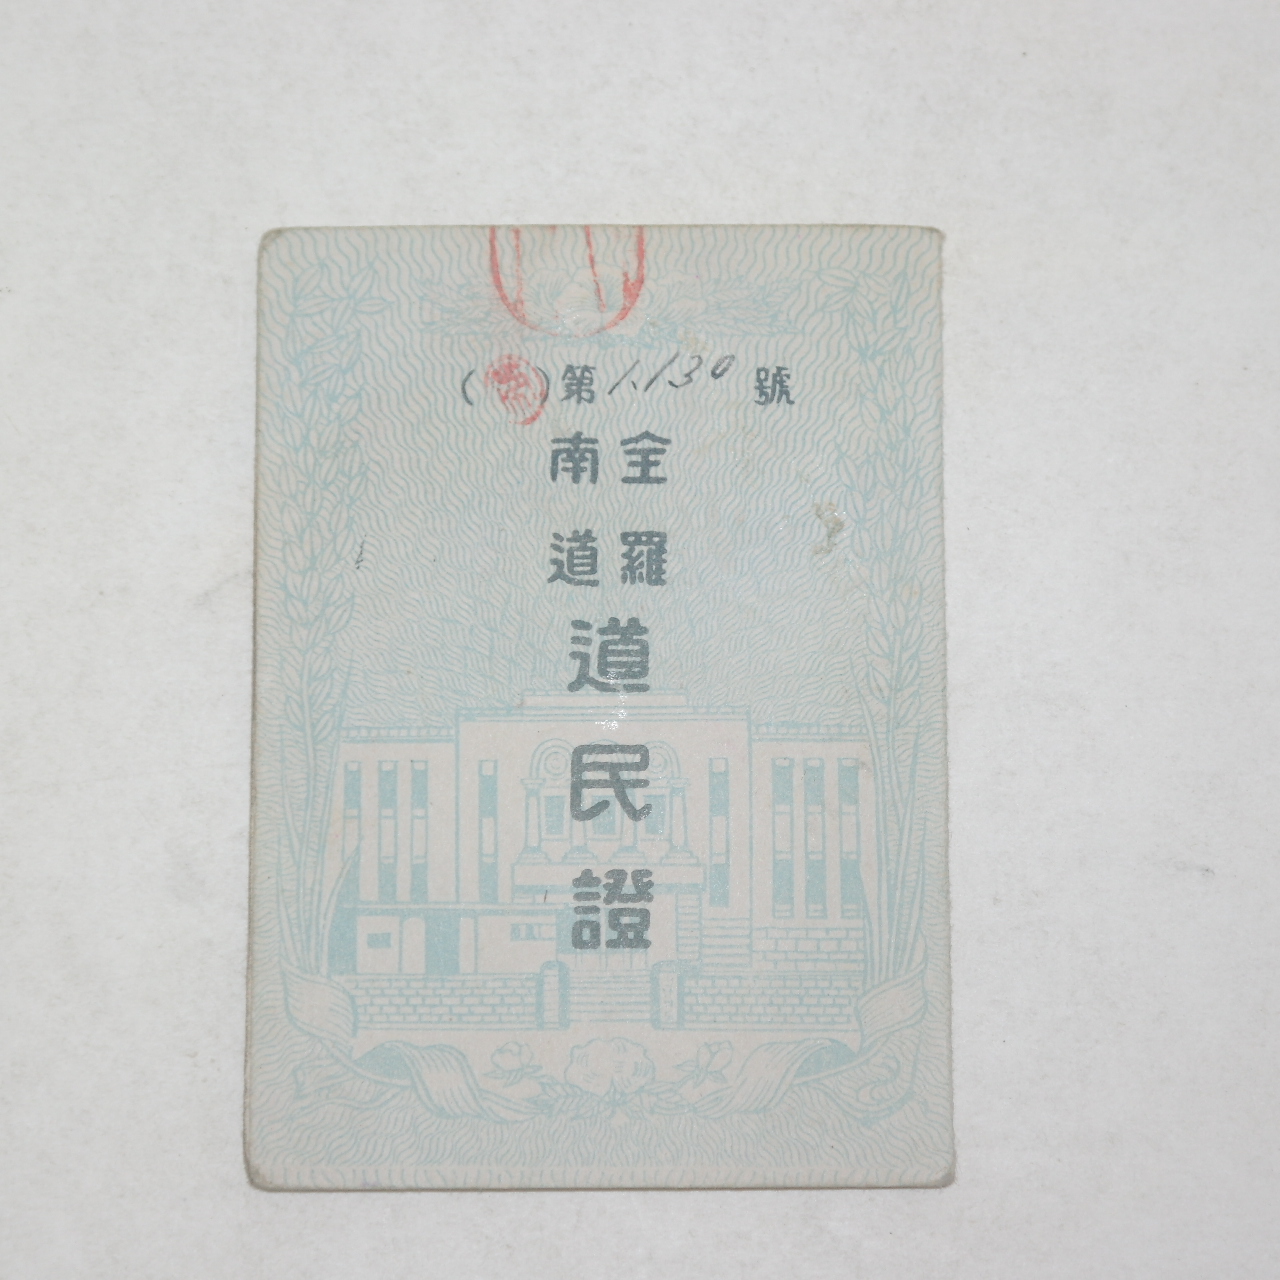 ( )第1,130號
全羅
南道
道民證